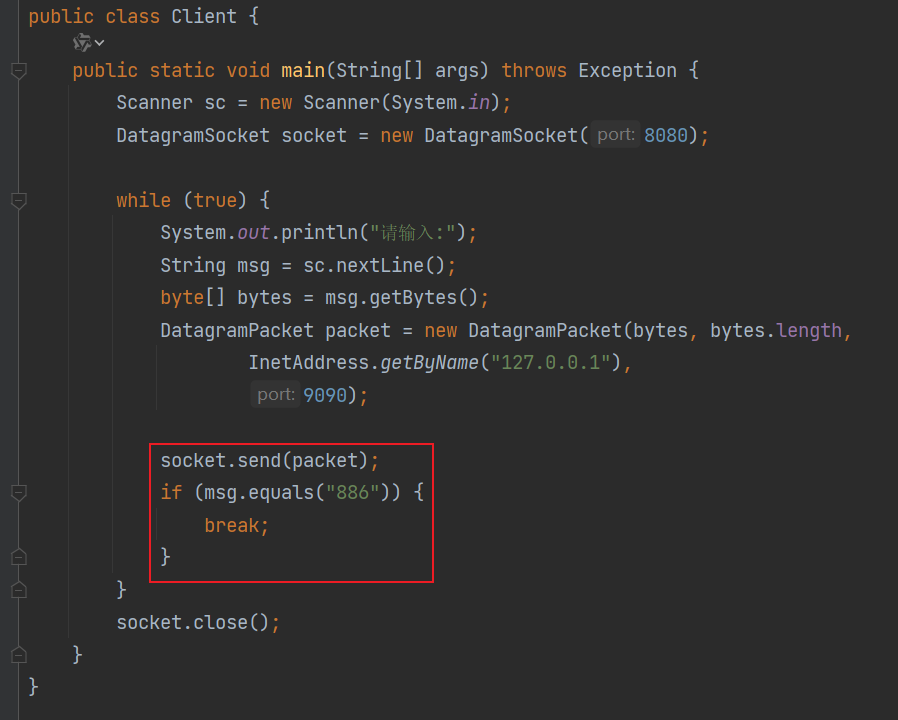 public class Client {
public static void main(String[] args) throws Exception {
Scanner sc = new Scanner(System.in);
DatagramSocket socket = new DatagramSocket( port: 8080);
while (true) {
System.out.println("请输入:");
String msg = sc.nextLine();
byte[] bytes = msg.getBytes();
DatagramPacket packet = new DatagramPacket(bytes, bytes.length,
InetAddress.getByName("127.0.0.1"),
port: 9090);
socket.send(packet);
if (msg.equals("886")) {
break;
}
}
socket.close();
}
}